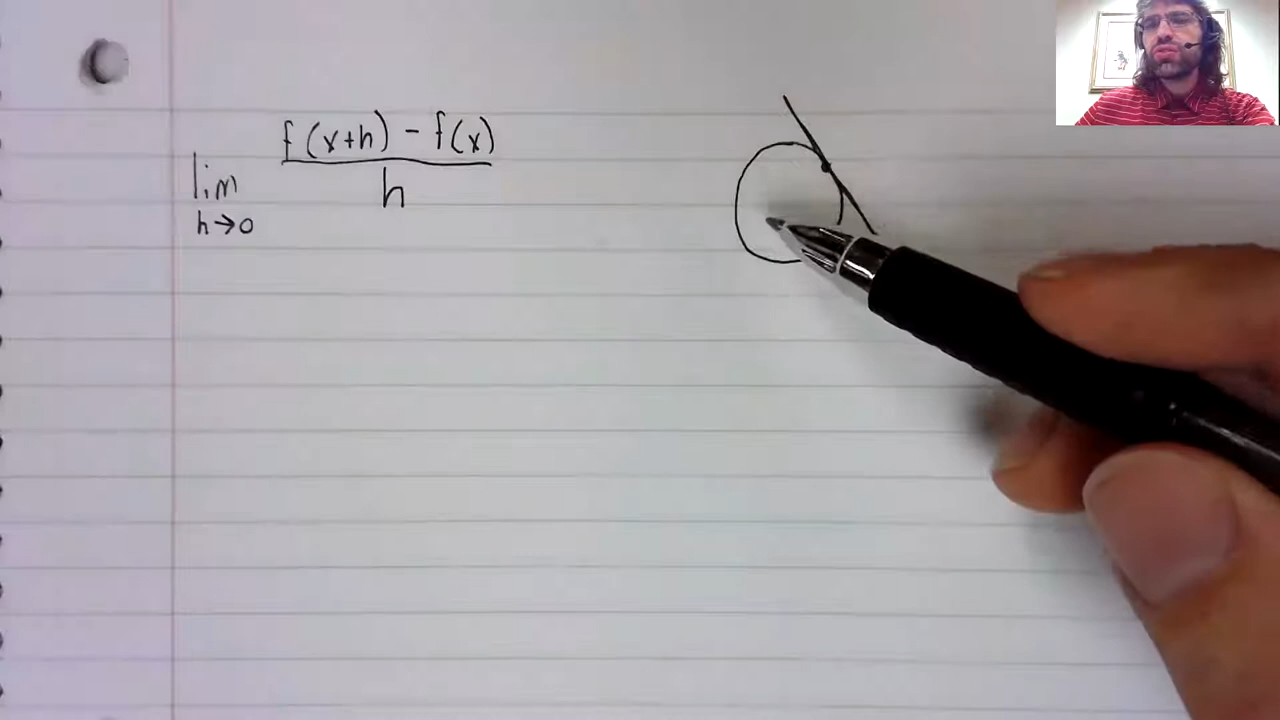 lim f(x+h) - f(x)
h→0 h